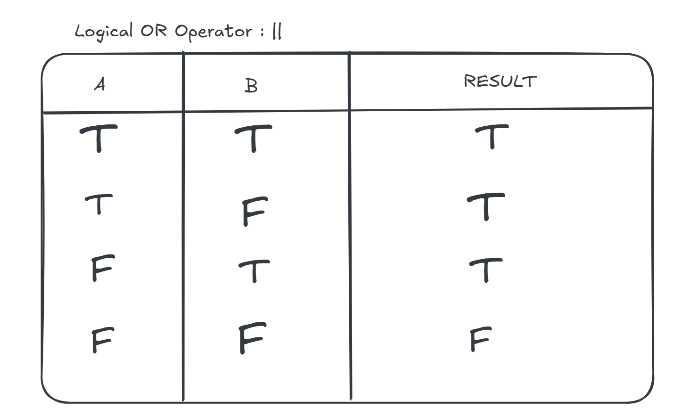 Logical OR Operator : ||
A B RESULT
T T T
T F T
F T T
F F F